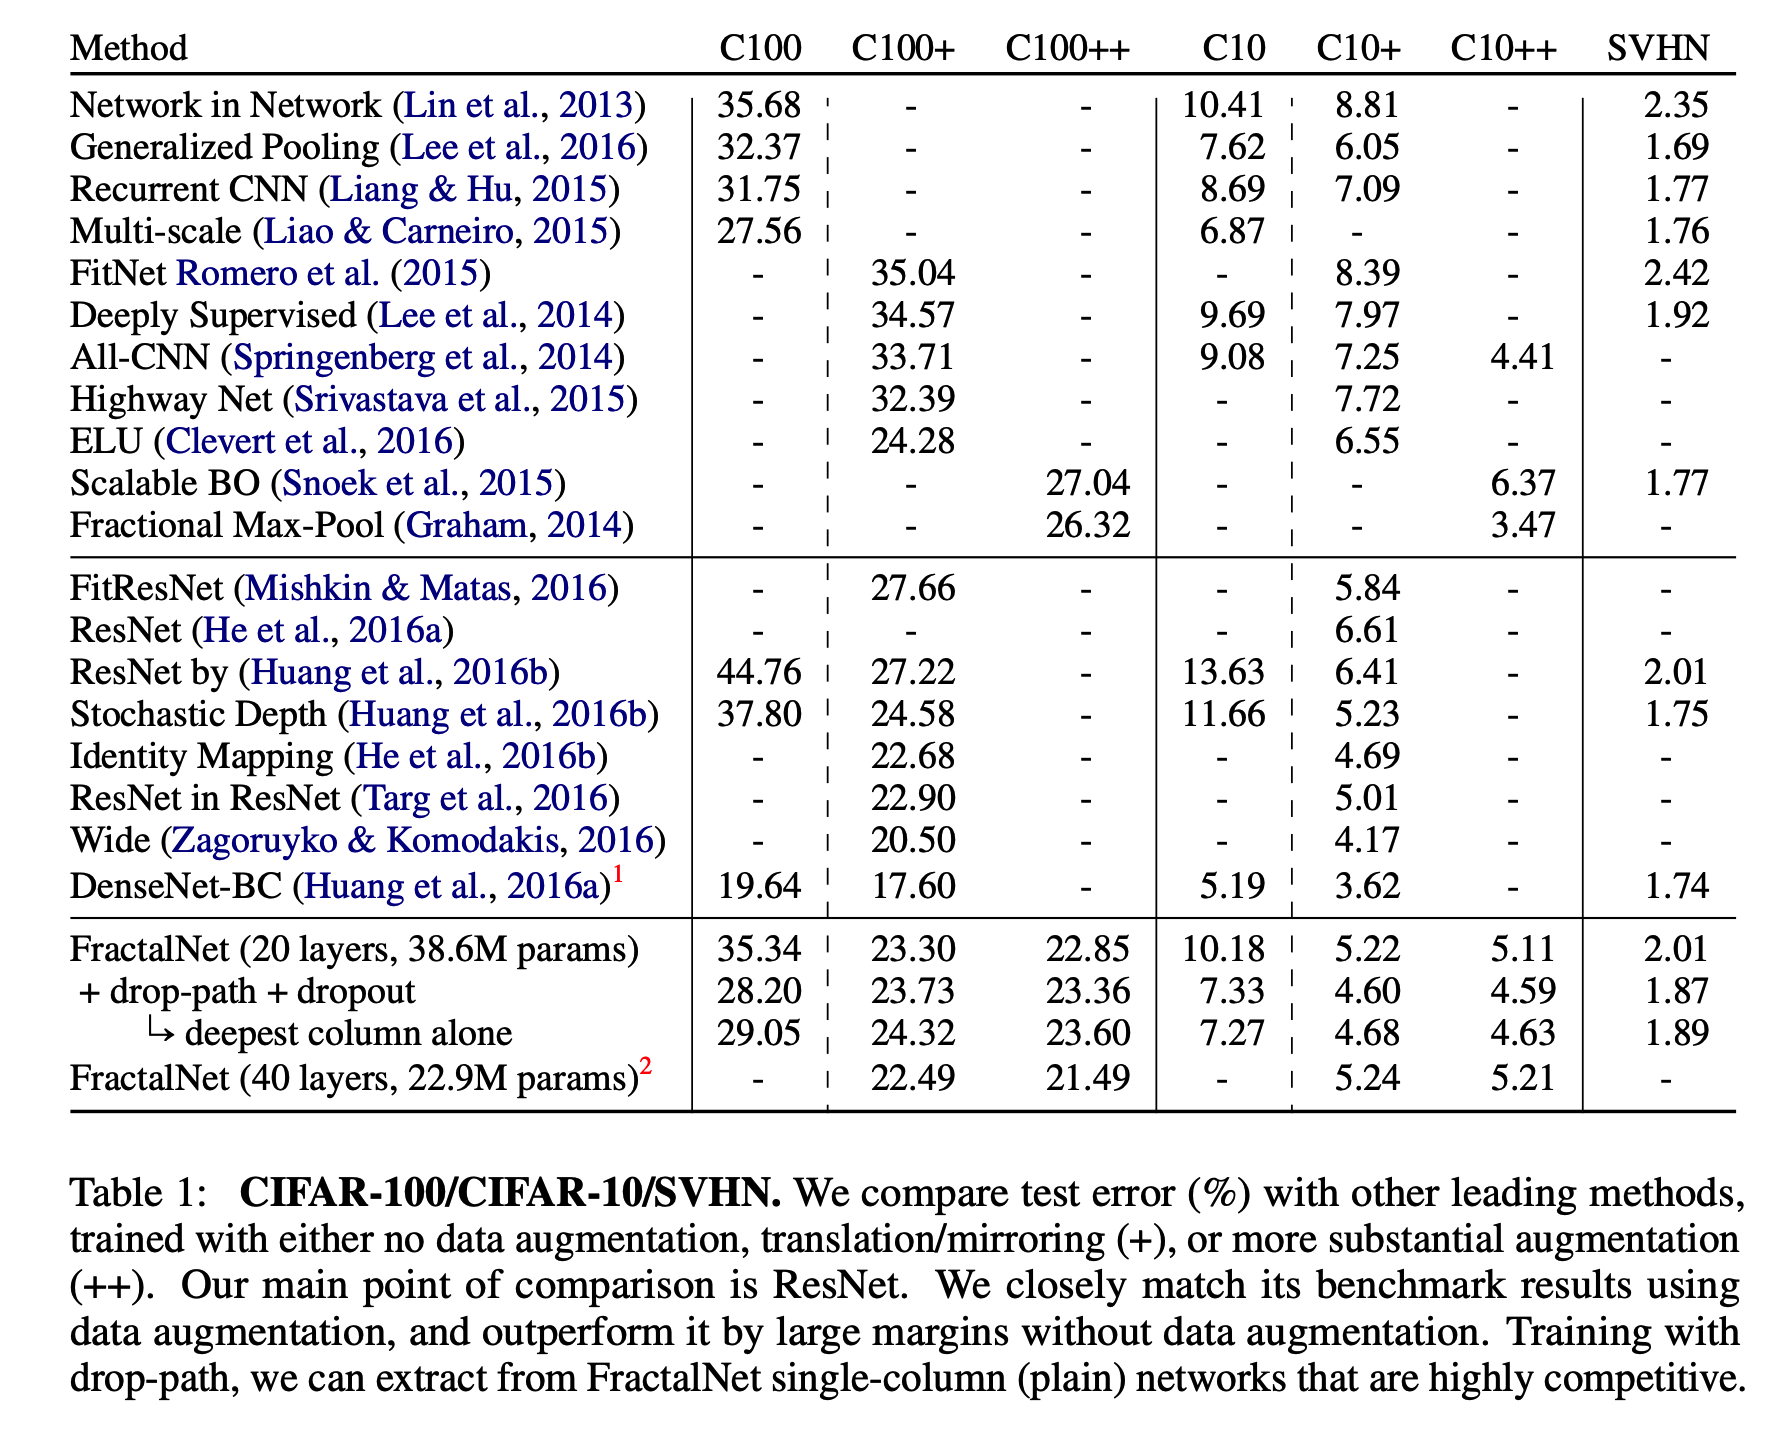 Method C100 C100+ C100++ C10 C10+ C10++ SVHN
Network in Network (Lin et al., 2013) 35.68 - - 10.41 8.81 - 2.35
Generalized Pooling (Lee et al., 2016) 32.37 - - 7.62 6.05 - 1.69
Recurrent CNN (Liang & Hu, 2015) 31.75 - - 8.69 7.09 - 1.77
Multi-scale (Liao & Carneiro, 2015) 27.56 - - 6.87 - - 1.76
FitNet Romero et al. (2015) - 35.04 - - 8.39 - 2.42
Deeply Supervised (Lee et al., 2014) - 34.57 - 9.69 7.97 - 1.92
All-CNN (Springenberg et al., 2014) - 33.71 - 9.08 7.25 4.41 -
Highway Net (Srivastava et al., 2015) - 32.39 - - 7.72 - -
ELU (Clevert et al., 2016) - 24.28 - - 6.55 - -
Scalable BO (Snoek et al., 2015) - - 27.04 - - 6.37 1.77
Fractional Max-Pool (Graham, 2014) - - 26.32 - - 3.47 -
FitResNet (Mishkin & Matas, 2016) - 27.66 - - 5.84 - -
ResNet (He et al., 2016a) - - - - 6.61 - -
ResNet by (Huang et al., 2016b) 44.76 27.22 - 13.63 6.41 - 2.01
Stochastic Depth (Huang et al., 2016b) 37.80 24.58 - 11.66 5.23 - 1.75
Identity Mapping (He et al., 2016b) - 22.68 - - 4.69 - -
ResNet in ResNet (Targ et al., 2016) - 22.90 - - 5.01 - -
Wide (Zagoruyko & Komodakis, 2016) - 20.50 - - 4.17 - -
DenseNet-BC (Huang et al., 2016a)¹ 19.64 17.60 - 5.19 3.62 - 1.74
FractalNet (20 layers, 38.6M params) 35.34 23.30 22.85 10.18 5.22 5.11 2.01
+ drop-path + dropout 28.20 23.73 23.36 7.33 4.60 4.59 1.87
↳ deepest column alone 29.05 24.32 23.60 7.27 4.68 4.63 1.89
FractalNet (40 layers, 22.9M params)² - 22.49 21.49 - 5.24 5.21 -
Table 1: CIFAR-100/CIFAR-10/SVHN. We compare test error (%) with other leading methods,
trained with either no data augmentation, translation/mirroring (+), or more substantial augmentation
(++). Our main point of comparison is ResNet. We closely match its benchmark results using
data augmentation, and outperform it by large margins without data augmentation. Training with
drop-path, we can extract from FractalNet single-column (plain) networks that are highly competitive.